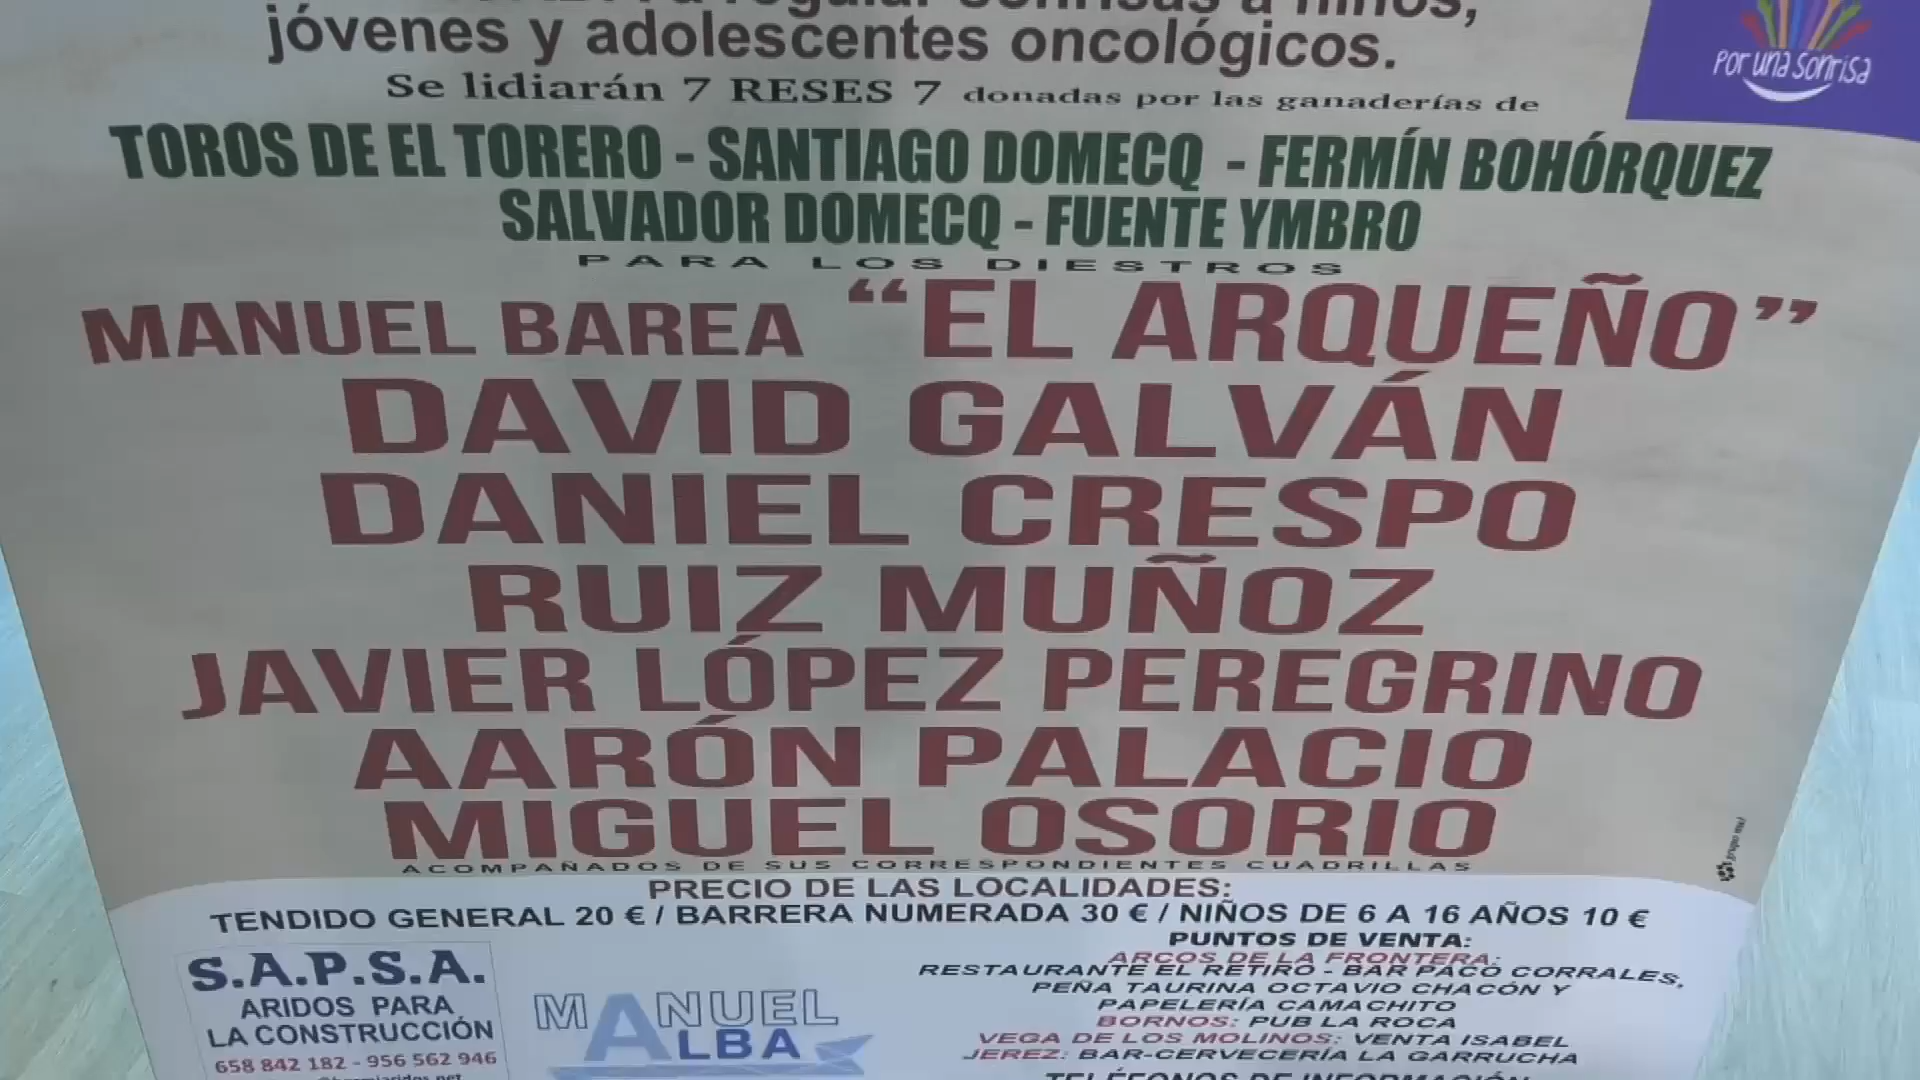 a niños,
jóvenes y adolescentes oncológicos.
Por una sonrisa
Se lidiarán 7 RESES 7 donadas por las ganaderías de
TOROS DE EL TORERO - SANTIAGO DOMECQ - FERMÍN BOHÓRQUEZ
SALVADOR DOMECQ - FUENTE YMBRO
PARA LOS DIESTROS
MANUEL BAREA “EL ARQUEÑO”
DAVID GALVÁN
DANIEL CRESPO
RUIZ MUÑOZ
JAVIER LÓPEZ PEREGRINO
AARÓN PALACIO
MIGUEL OSORIO
ACOMPAÑADOS DE SUS CORRESPONDIENTES CUADRILLAS
PRECIO DE LAS LOCALIDADES:
TENDIDO GENERAL 20 € / BARRERA NUMERADA 30 € / NIÑOS DE 6 A 16 AÑOS 10 €
S.A.P.S.A.
ARIDOS PARA
LA CONSTRUCCIÓN
658 842 182 - 956 562 946
MANUEL
ALBA
PUNTOS DE VENTA:
ARCOS DE LA FRONTERA:
RESTAURANTE EL RETIRO - BAR PACO CORRALES,
PEÑA TAURINA OCTAVIO CHACÓN Y
PAPELERÍA CAMACHITO
BORNOS: PUB LA ROCA
VEGA DE LOS MOLINOS: VENTA ISABEL
JEREZ: BAR-CERVECERÍA LA GARRUCHA
TELÉFONOS DE INFORMACIÓN